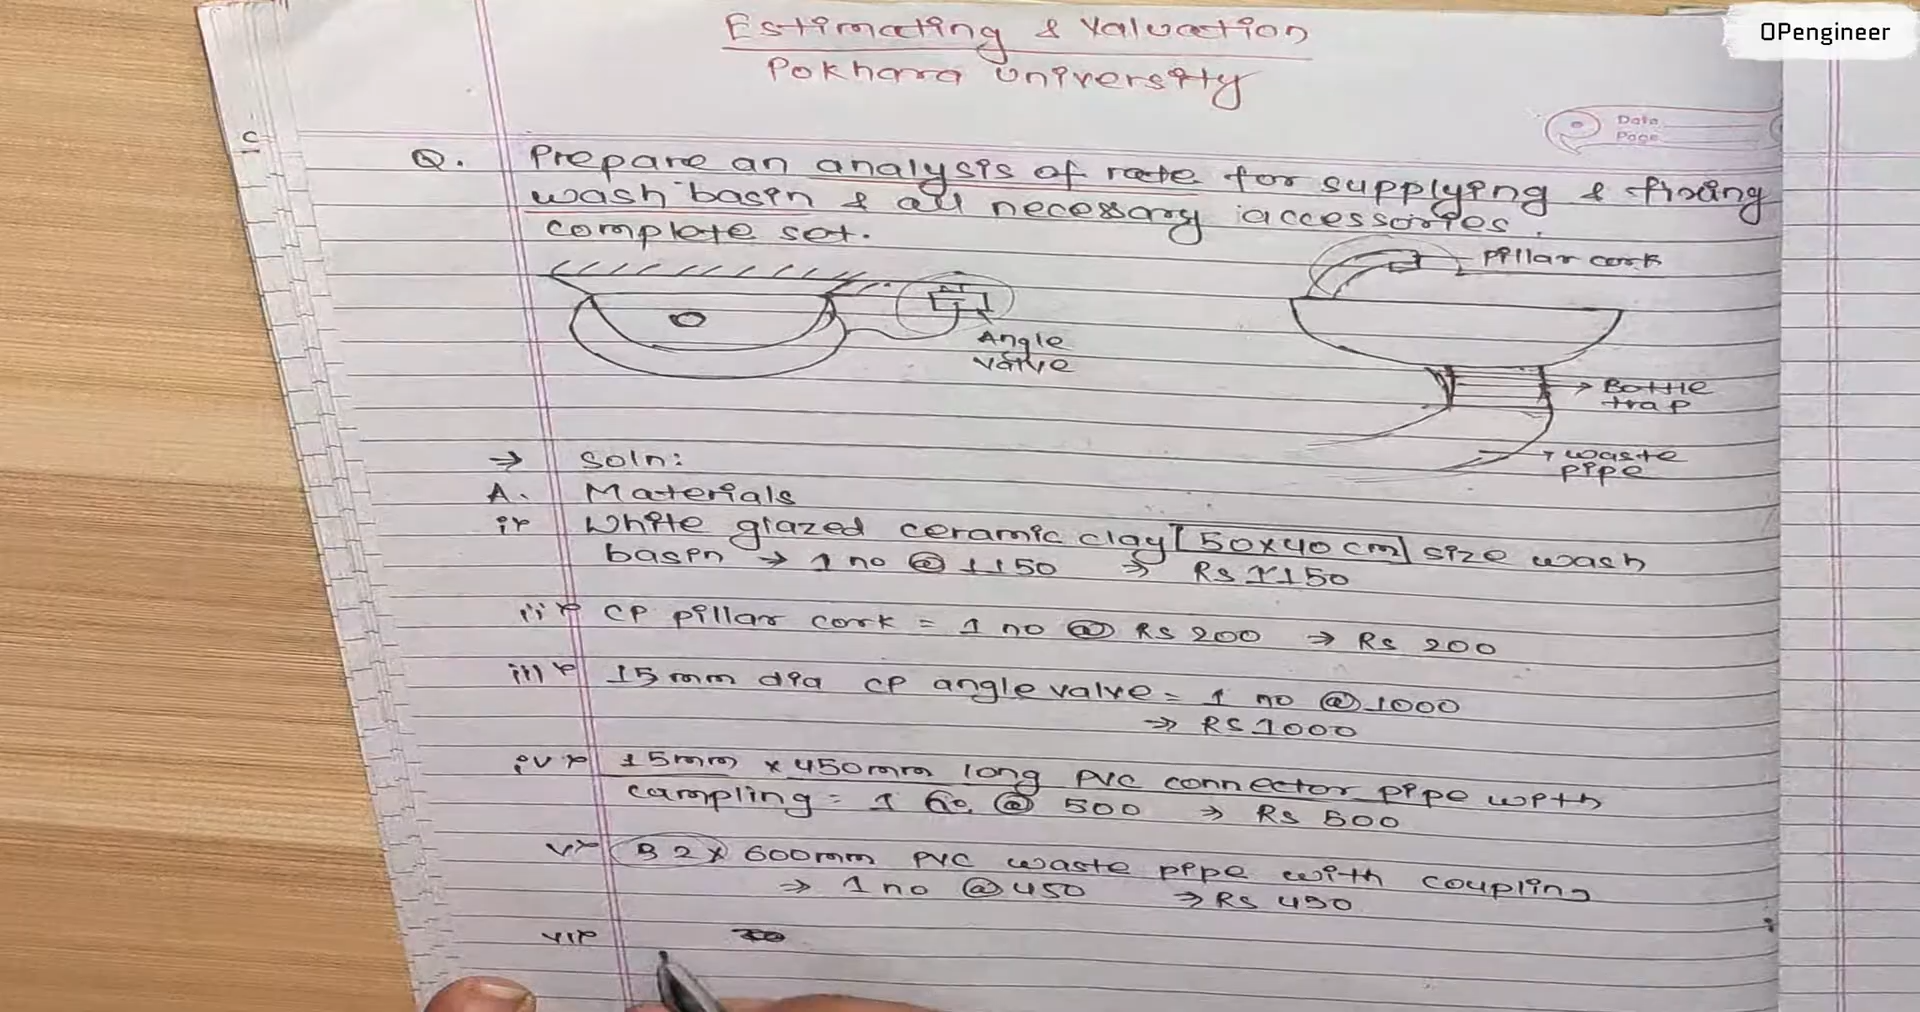 OPengineer
Estimating & Valuation
Pokhara University
Data
Page
C
Q. Prepare an analysis of rate for supplying & fixing
wash basin & all necessary accessories.
complete set.
Pillar cork
Angle
valve
Bottle
trap
waste
pipe
→ Soln:
A. Materials
i> White glazed ceramic clay [50x40 cm] size wash
basin → 1 no @ 1150 → Rs 1150
ii> CP pillar cork = 1 no @ Rs 200 → Rs 200
iii> 15mm dia CP angle valve = 1 no @ 1000
→ RS 1000
iv> 15mm x 450mm long PVC connector pipe with
campling = 1 no @ 500 → Rs 500
v> 32 x 600mm PVC waste pipe with coupling
→ 1 no @ 450 → Rs 450
vi>